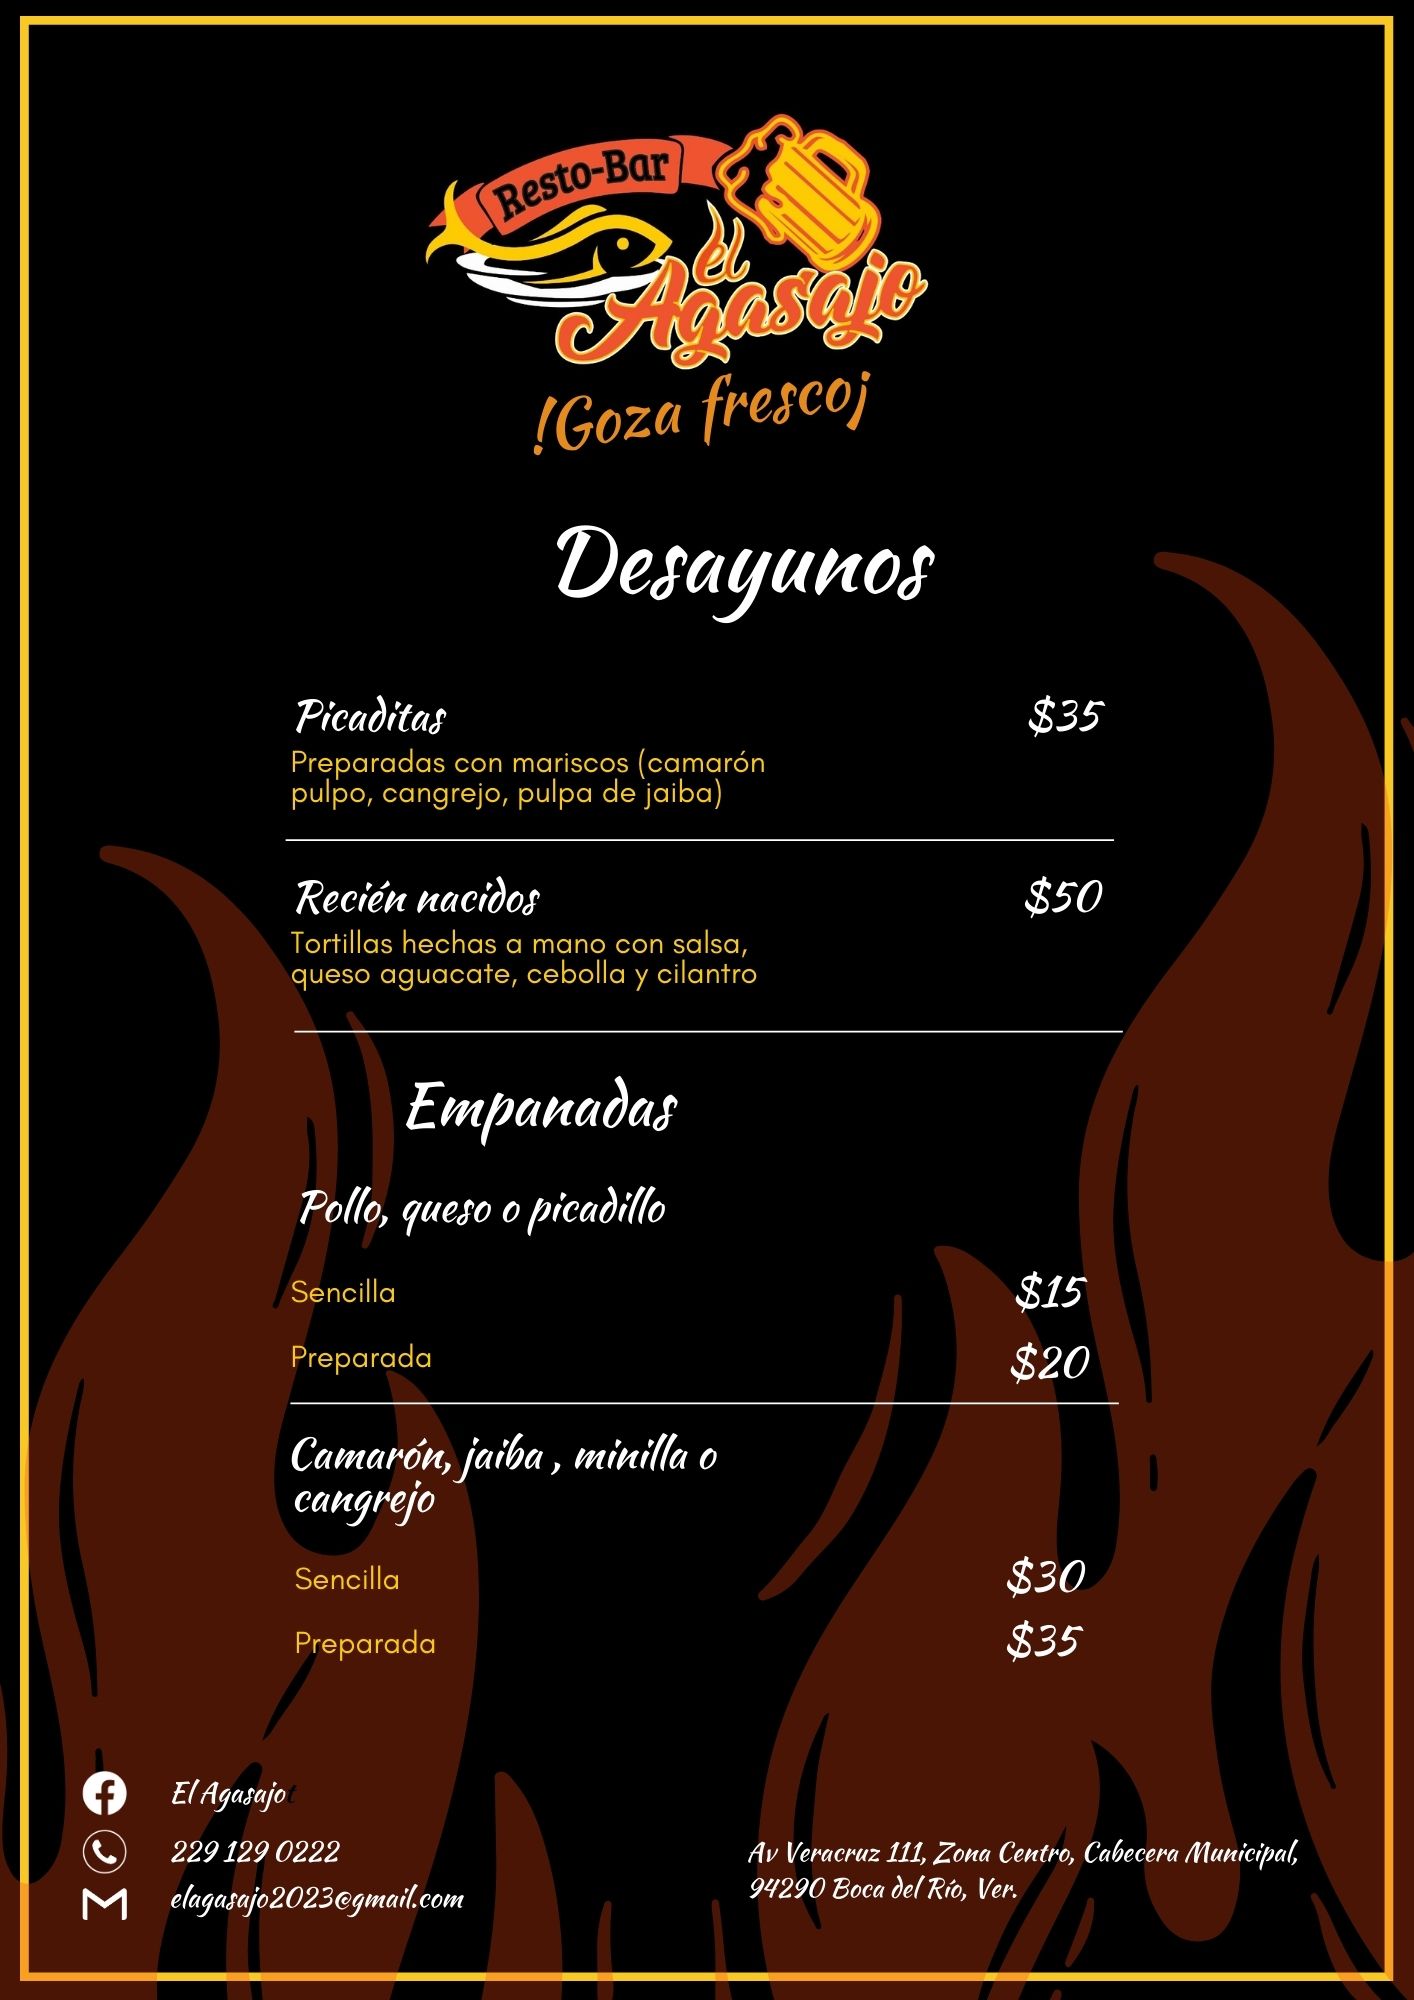 Resto-Bar
el
Agasajo
!Goza fresco¡
Desayunos
Picaditas $35
Preparadas con mariscos (camarón
pulpo, cangrejo, pulpa de jaiba)
Recién nacidos $50
Tortillas hechas a mano con salsa,
queso aguacate, cebolla y cilantro
Empanadas
Pollo, queso o picadillo
Sencilla $15
Preparada $20
Camarón, jaiba , minilla o
cangrejo
Sencilla $30
Preparada $35
El Agasajot
229 129 0222
elagasajo2023@gmail.com
Av Veracruz 111, Zona Centro, Cabecera Municipal,
94290 Boca del Río, Ver.